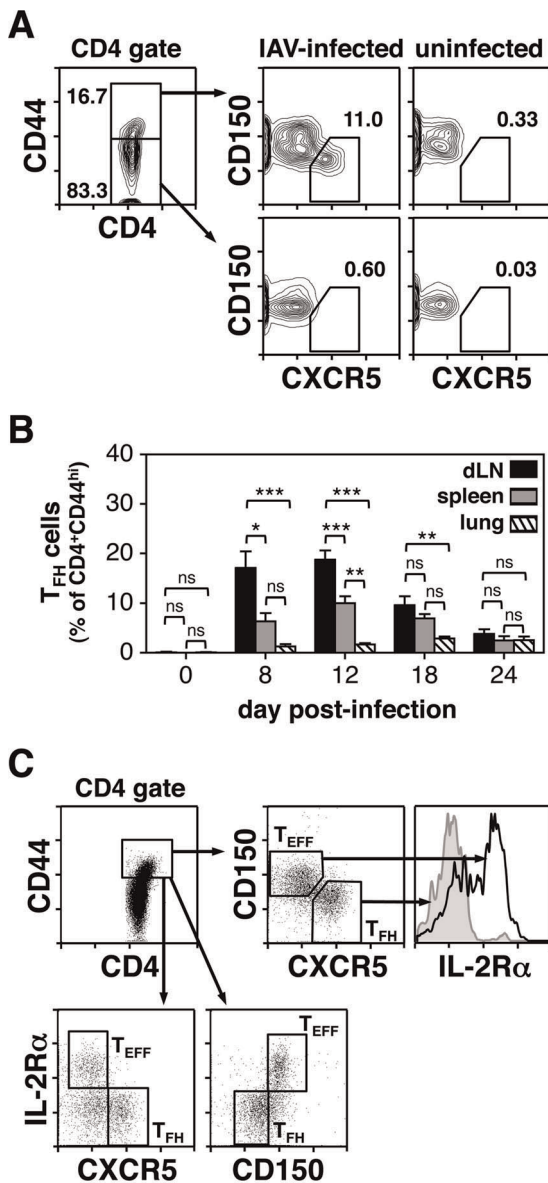 A
CD4 gate
IAV-infected
uninfected
16.7
83.3
CD44
CD4
CD150
11.0
0.33
CD150
0.60
0.03
CXCR5
CXCR5
B
40
30
20
10
0
TFH cells
(% of CD4+CD44hi)
dLN
spleen
lung
ns
ns
ns
***
*
ns
***
***
**
**
ns
ns
ns
ns
ns
0
8
12
18
24
day post-infection
C
CD4 gate
CD44
CD4
CD150
TEFF
TFH
CXCR5
IL-2Rα
IL-2Rα
TEFF
TFH
CXCR5
TEFF
TFH
CD150